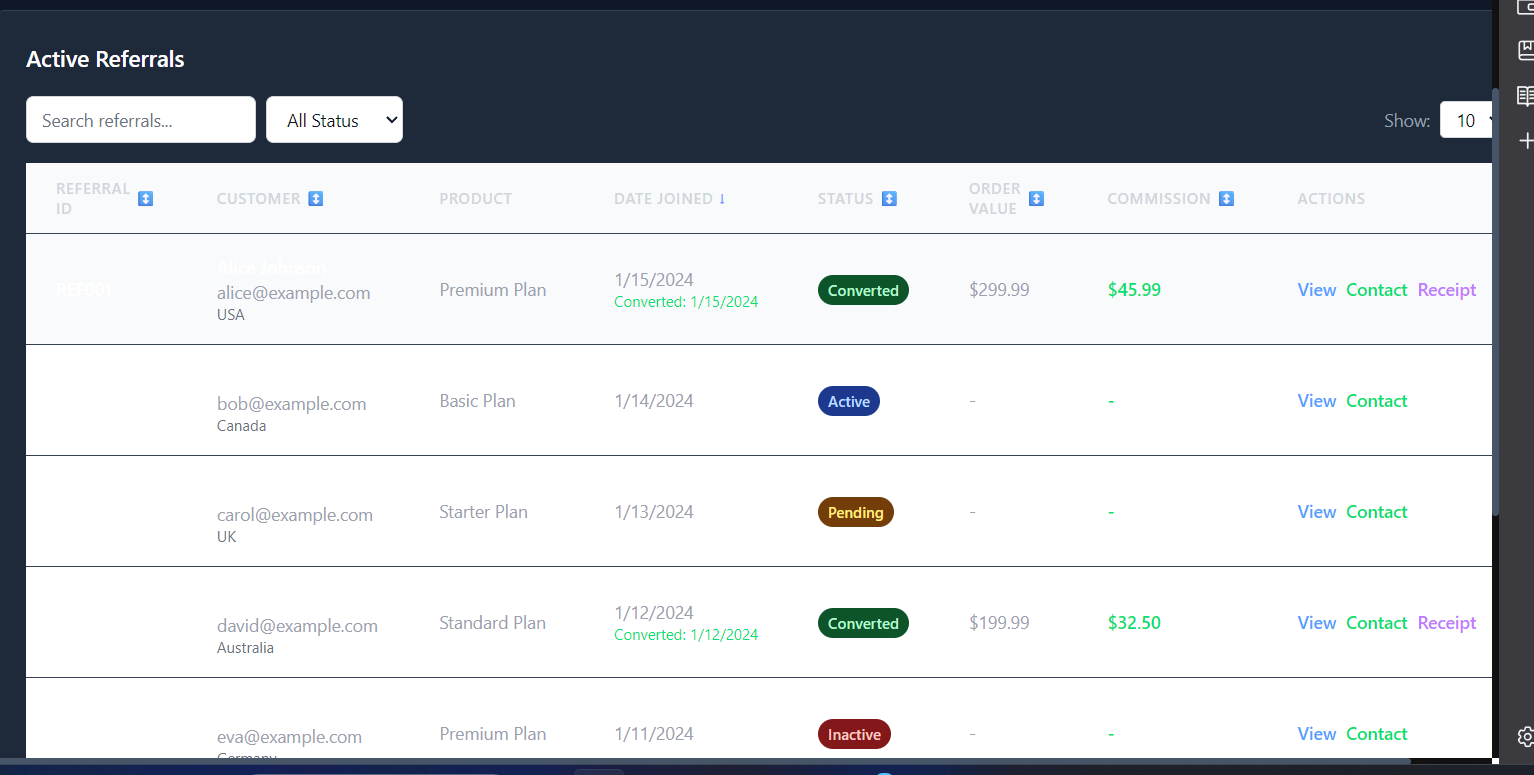 Active Referrals
Search referrals...
All Status
Show: 10
REFERRAL ID
CUSTOMER
PRODUCT
DATE JOINED ↓
STATUS
ORDER VALUE
COMMISSION
ACTIONS
REF001
Alice Johnson
alice@example.com
USA
Premium Plan
1/15/2024
Converted: 1/15/2024
Converted
$299.99
$45.99
View Contact Receipt
bob@example.com
Canada
Basic Plan
1/14/2024
Active
-
-
View Contact
carol@example.com
UK
Starter Plan
1/13/2024
Pending
-
-
View Contact
david@example.com
Australia
Standard Plan
1/12/2024
Converted: 1/12/2024
Converted
$199.99
$32.50
View Contact Receipt
eva@example.com
Germany
Premium Plan
1/11/2024
Inactive
-
-
View Contact